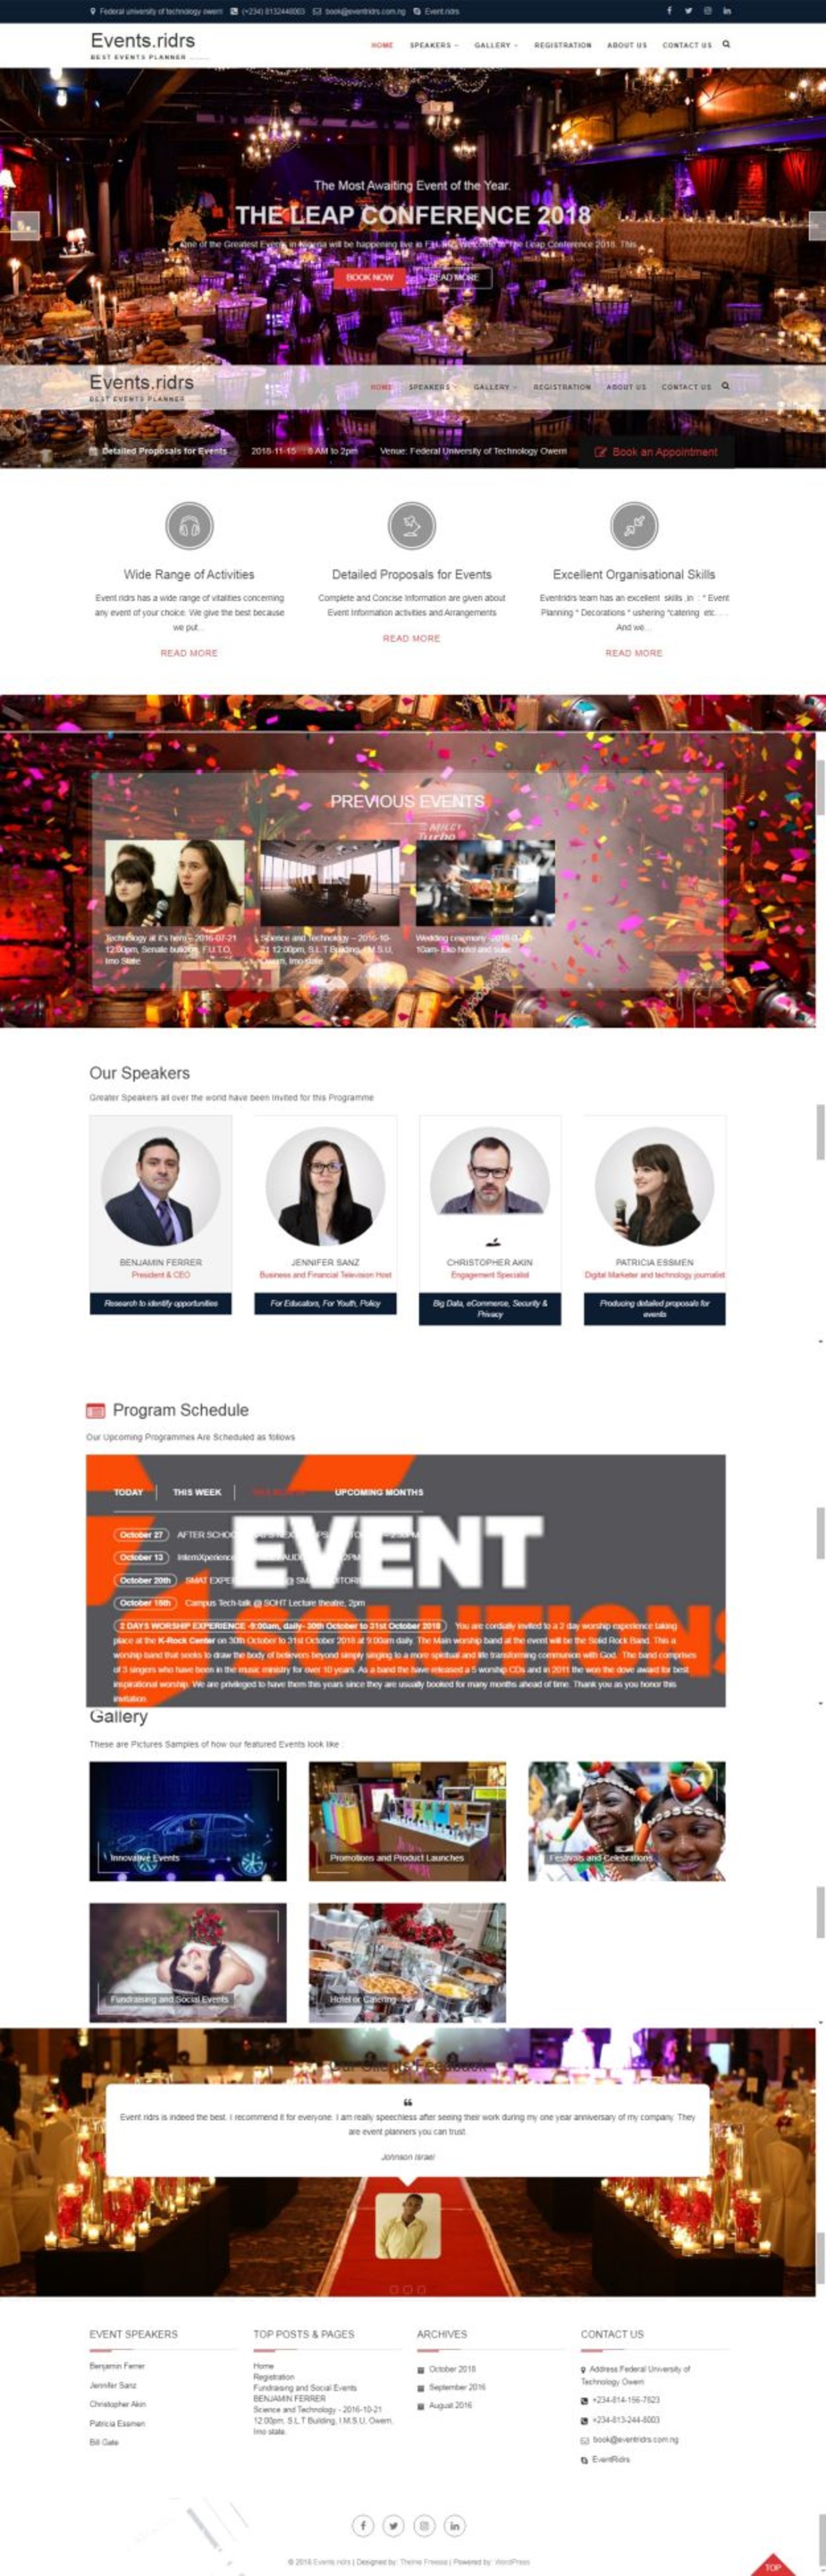 Federal university of technology owerri (+234) 8132448003 book@eventridrs.com.ng Event.ridrs
Events.ridrs
BEST EVENTS PLANNER
HOME SPEAKERS GALLERY REGISTRATION ABOUT US CONTACT US
The Most Awaiting Event of the Year.
THE LEAP CONFERENCE 2018
One of the Greatest Events in Nigeria will be happening live in The Leap Conference 2018. This
BOOK NOW READ MORE
Events.ridrs
BEST EVENTS PLANNER
HOME SPEAKERS GALLERY REGISTRATION ABOUT US CONTACT US
Detailed Proposals for Events 2018-11-15 8 AM to 2pm Venue: Federal University of Technology Owerri Book an Appointment
Wide Range of Activities
Event ridrs has a wide range of vitalities concerning
any event of your choice. We give the best because
we put...
READ MORE
Detailed Proposals for Events
Complete and Concise Information are given about
Event Information activities and Arrangements
READ MORE
Excellent Organisational Skills
Eventridrs team has an excellent skills in : * Event
Planning * Decorations * ushering *catering etc......
And we...
READ MORE
PREVIOUS EVENTS
Technology at it's hem – 2016-07-21
12:00pm, Senate building, F.U.T.O,
Imo State
Science and Technology – 2016-10-
21 12:00pm, S.L.T Building, I.M.S.U,
Owerri, Imo state.
Wedding ceremony
10am- Eko hotel and suite
Our Speakers
Greater Speakers all over the world have been Invited for this Programme
BENJAMIN FERRER
President & CEO
Research to identify opportunities
JENNIFER SANZ
Business and Financial Television Host
For Educators, For Youth, Policy
CHRISTOPHER AKIN
Engagement Specialist
Big Data, eCommerce, Security &
Privacy
PATRICIA ESSMEN
Digital Marketer and technology journalist
Producing detailed proposals for
events
Program Schedule
Our Upcoming Programmes Are Scheduled as follows
TODAY THIS WEEK UPCOMING MONTHS
EVENT
SOLUTIONS
October 27 AFTER SCHOO
October 13 InternXperience
October 20th SMAT EXPE
October 15th Campus Tech-talk @ SOHT Lecture theatre, 2pm
2 DAYS WORSHIP EXPERIENCE -9:00am, daily- 30th October to 31st October 2018 You are cordially invited to a 2 day worship experience taking
place at the K-Rock Center on 30th October to 31st October 2018 at 9:00am daily. The Main worship band at the event will be the Solid Rock Band. This a
worship band that seeks to draw the body of believers beyound simply singing to a more spiritual and life transforming communion with God. The band comprises
of 3 singers who have been in the music ministry for over 10 years. As a band the have released a 5 worship CDs and in 2011 the won the dove award for best
inspirational worship. We are privileged to have them this years since they are usually booked for many months ahead of time. Thank you as you honor this
invitation.
Gallery
These are Pictures Samples of how our featured Events look like :
Innovative Events
Promotions and Product Launches
Festivals and Celebrations
Fundraising and Social Events
Hotel or Catering
Our Clients Feedback
Event ridrs is indeed the best. I recommend it for everyone. I am really speechless after seeing their work during my one year anniversary of my company. They
are event planners you can trust.
Johnson Israel
EVENT SPEAKERS
Benjamin Ferrer
Jennifer Sanz
Christopher Akin
Patricia Essmen
Bill Gate
TOP POSTS & PAGES
Home
Registration
Fundraising and Social Events
BENJAMIN FERRER
Science and Technology - 2016-10-21
12:00pm, S.L.T Building, I.M.S.U, Owerri,
Imo state.
ARCHIVES
October 2018
September 2016
August 2016
CONTACT US
Address Federal University of
Technology Owerri
+234-814-156-7823
+234-813-244-8003
book@eventridrs.com.ng
EventRidrs
© 2018 Events.ridrs | Designed by: Theme Freesia | Powered by: WordPress
TOP